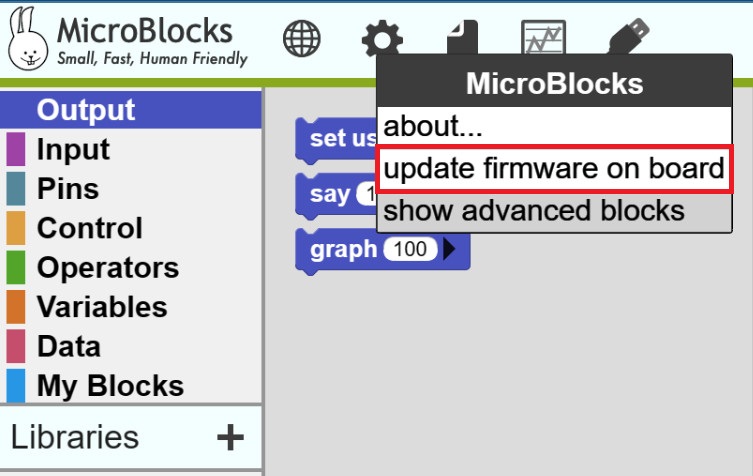 MicroBlocks
Small, Fast, Human Friendly
MicroBlocks
about...
update firmware on board
show advanced blocks
Output
Input
Pins
Control
Operators
Variables
Data
My Blocks
Libraries +
set us
say 1
graph 100